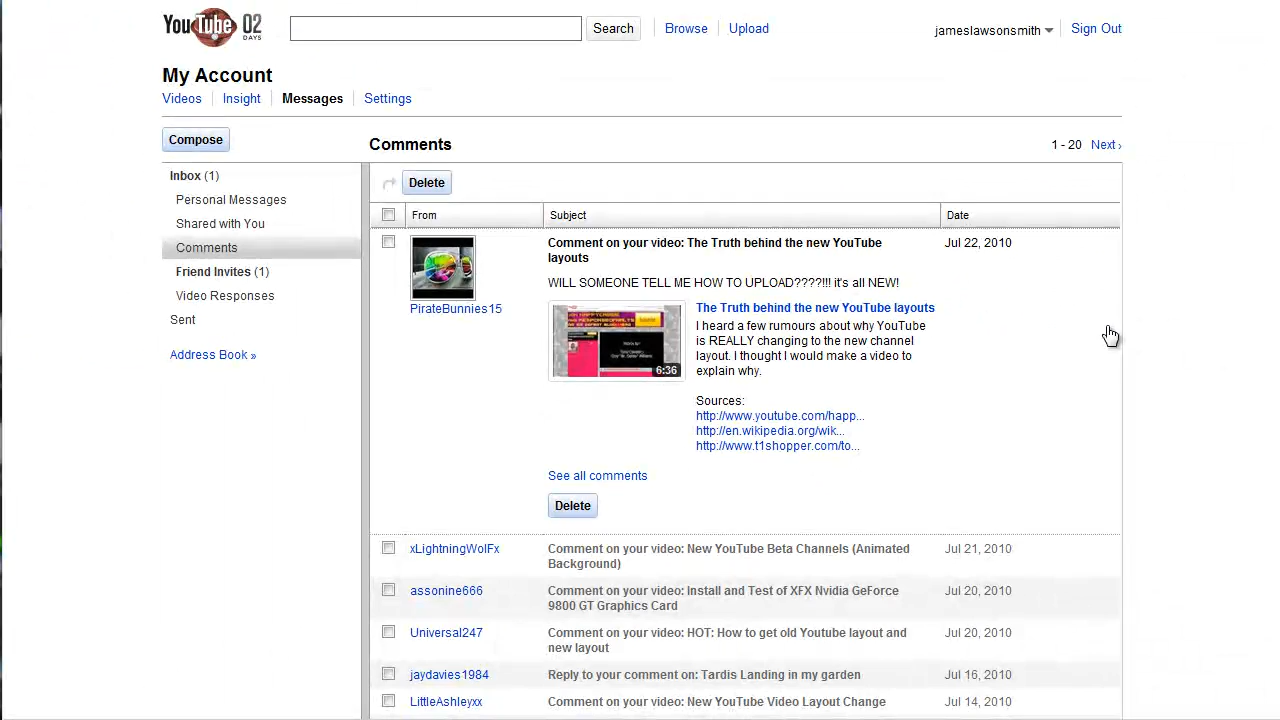 YouTube 02 DAYS
Search
Browse
Upload
jameslawsonsmith
Sign Out
My Account
Videos
Insight
Messages
Settings
Compose
Comments
1 - 20 Next ›
Inbox (1)
Personal Messages
Shared with You
Comments
Friend Invites (1)
Video Responses
Sent
Address Book »
Delete
From
Subject
Date
PirateBunnies15
Comment on your video: The Truth behind the new YouTube
layouts
Jul 22, 2010
WILL SOMEONE TELL ME HOW TO UPLOAD????!!! it's all NEW!
6:36
The Truth behind the new YouTube layouts
I heard a few rumours about why YouTube
is REALLY changing to the new channel
layout. I thought I would make a video to
explain why.
Sources:
http://www.youtube.com/happ...
http://en.wikipedia.org/wik...
http://www.t1shopper.com/to...
See all comments
Delete
xLightningWolFx
Comment on your video: New YouTube Beta Channels (Animated
Background)
Jul 21, 2010
assonine666
Comment on your video: Install and Test of XFX Nvidia GeForce
9800 GT Graphics Card
Jul 20, 2010
Universal247
Comment on your video: HOT: How to get old Youtube layout and
new layout
Jul 20, 2010
jaydavies1984
Reply to your comment on: Tardis Landing in my garden
Jul 16, 2010
LittleAshleyxx
Comment on your video: New YouTube Video Layout Change
Jul 14, 2010